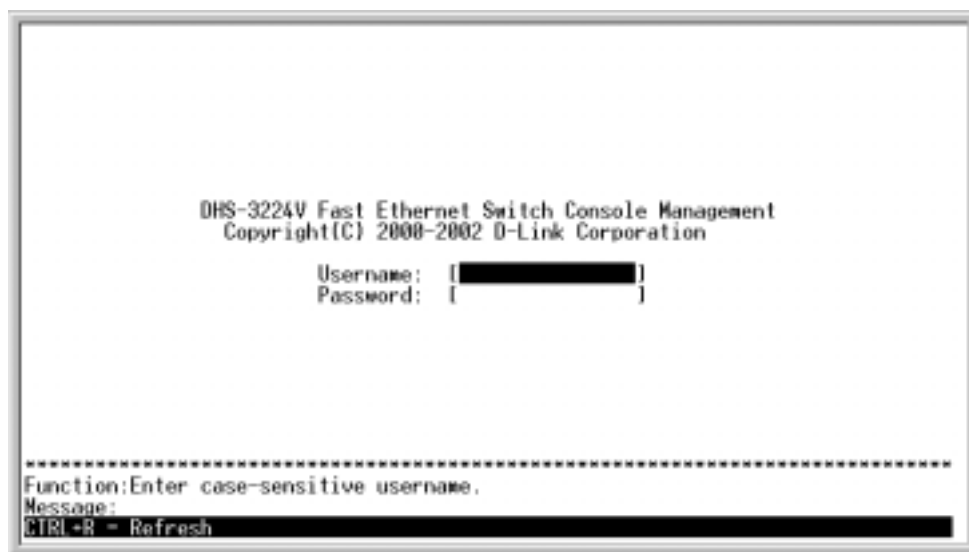 DHS-3224V Fast Ethernet Switch Console Management
Copyright(C) 2000-2002 D-Link Corporation
Username: [ ]
Password: [ ]
********************************************************************************
Function:Enter case-sensitive username.
Message:
CTRL+R = Refresh